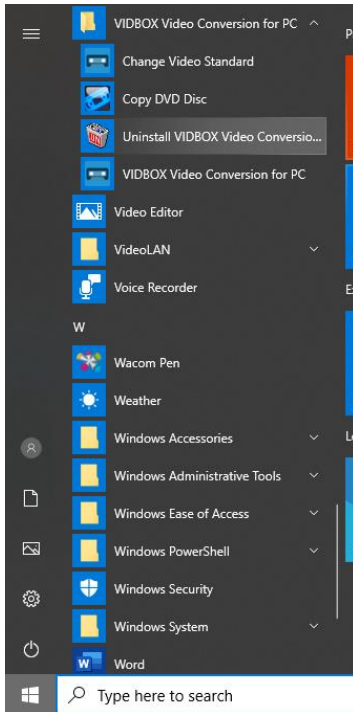 VIDBOX Video Conversion for PC
Change Video Standard
Copy DVD Disc
Uninstall VIDBOX Video Conversio...
VIDBOX Video Conversion for PC
Video Editor
VideoLAN
Voice Recorder
W
Wacom Pen
Weather
Windows Accessories
Windows Administrative Tools
Windows Ease of Access
Windows PowerShell
Windows Security
Windows System
Word
Type here to search